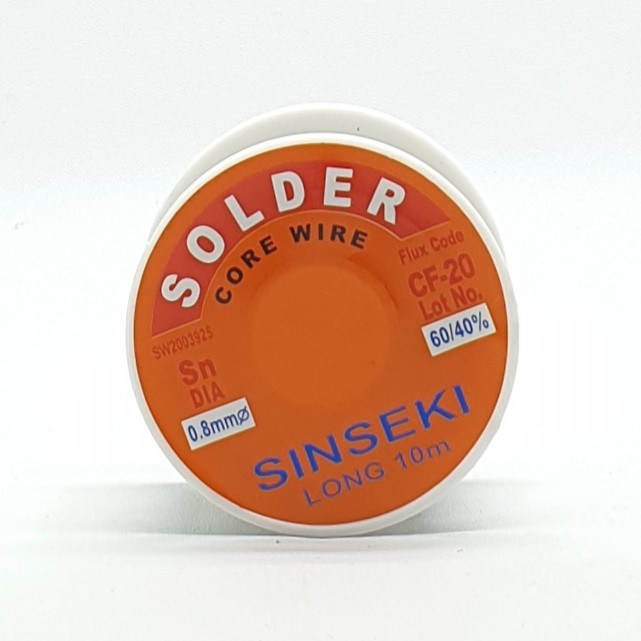 SOLDER
CORE WIRE
Flux Code
CF-20
Lot No.
60/40%
SW2003925
Sn
DIA
0.8mmø
SINSEKI
LONG 10m